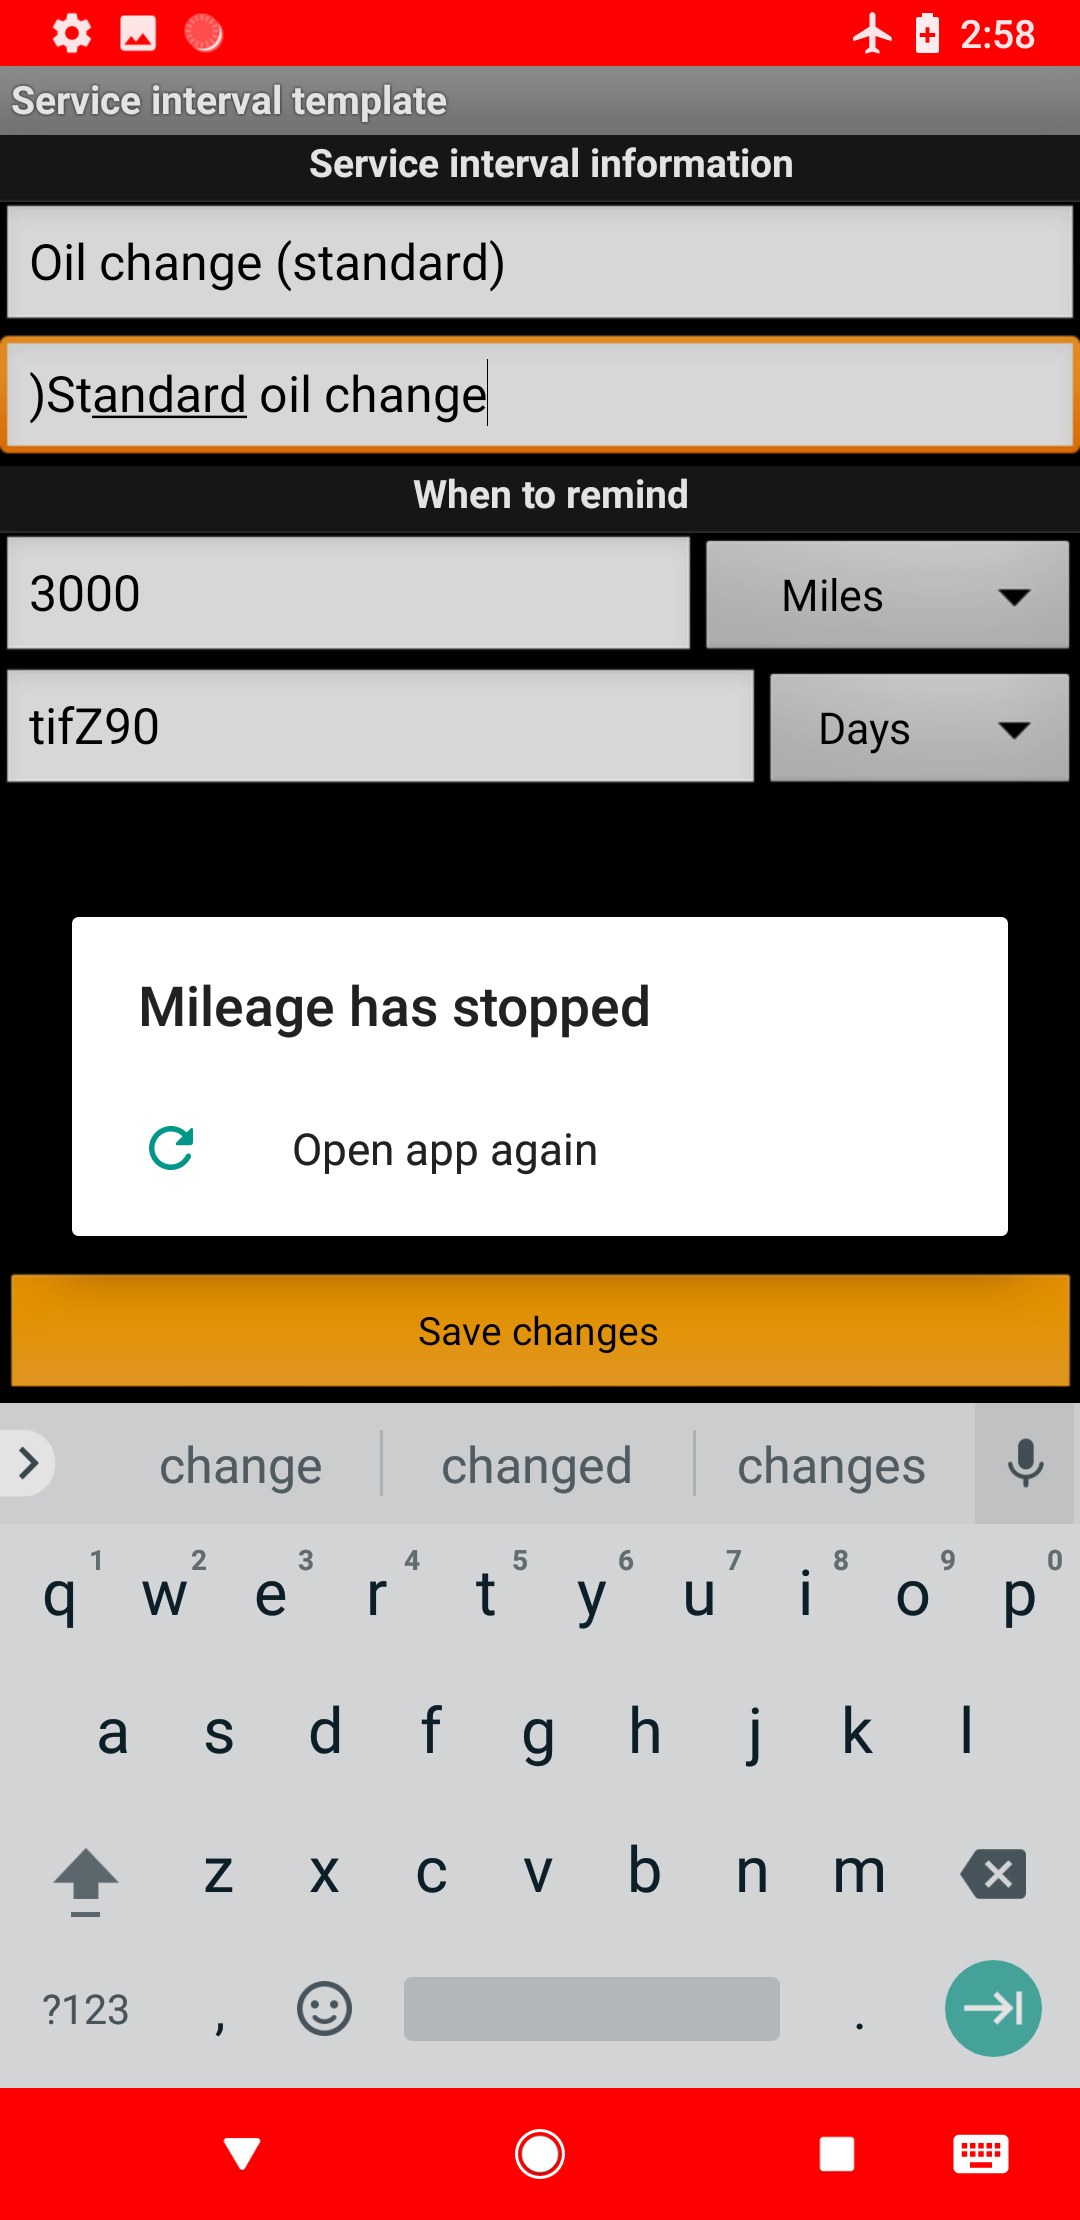 2:58
Service interval template
Service interval information
Oil change (standard)
)Standard oil change
When to remind
3000 Miles
tifZ90 Days
Mileage has stopped
Open app again
Save changes
change changed changes
1 2 3 4 5 6 7 8 9 0
q w e r t y u i o p
a s d f g h j k l
z x c v b n m
?123 , .